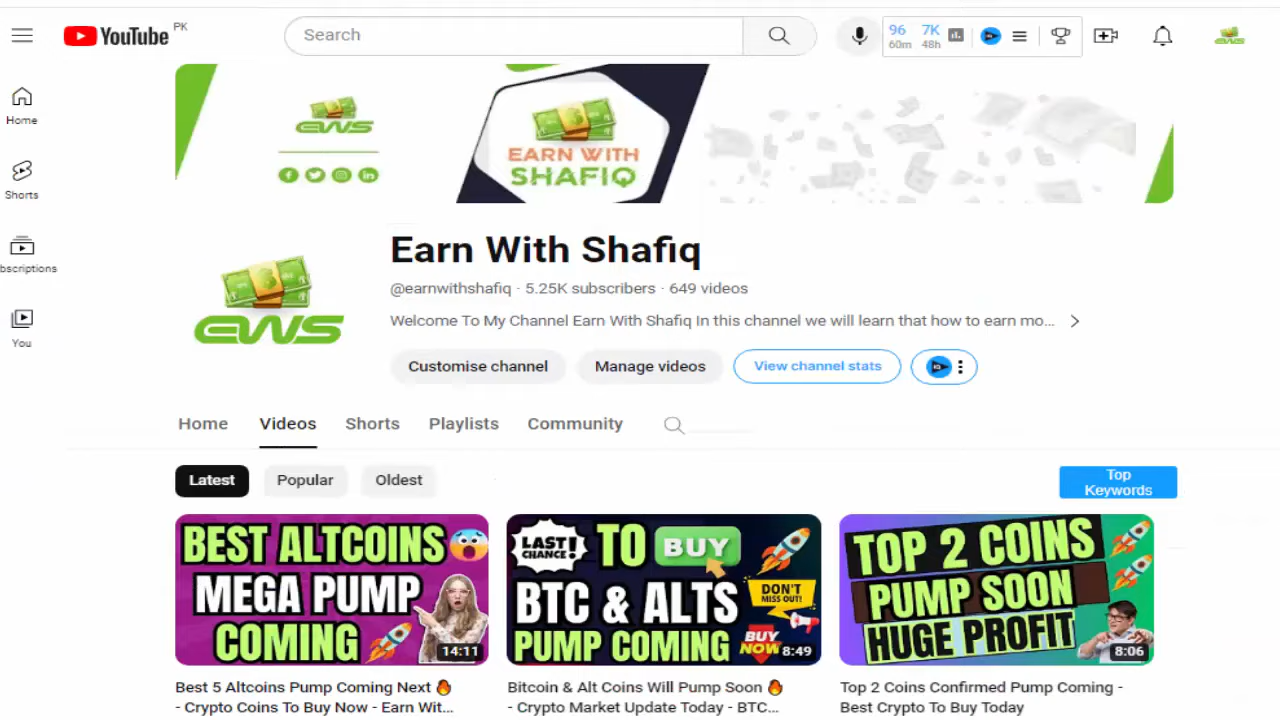 YouTube PK
Search
96 7K
60m 48h
Home
Shorts
bscriptions
You
EWS
EARN WITH
SHAFIQ
EWS
Earn With Shafiq
@earnwithshafiq · 5.25K subscribers · 649 videos
Welcome To My Channel Earn With Shafiq In this channel we will learn that how to earn mo...
Customise channel
Manage videos
View channel stats
Home
Videos
Shorts
Playlists
Community
Latest
Popular
Oldest
Top
Keywords
BEST ALTCOINS
MEGA PUMP
COMING
14:11
LAST
CHANCE!
TO BUY
BTC & ALTS
PUMP COMING
DON'T
MISS OUT!
BUY
NOW
8:49
TOP 2 COINS
PUMP SOON
HUGE PROFIT
8:06
Best 5 Altcoins Pump Coming Next 🔥
- Crypto Coins To Buy Now - Earn Wit...
Bitcoin & Alt Coins Will Pump Soon 🔥
- Crypto Market Update Today - BTC...
Top 2 Coins Confirmed Pump Coming -
Best Crypto To Buy Today